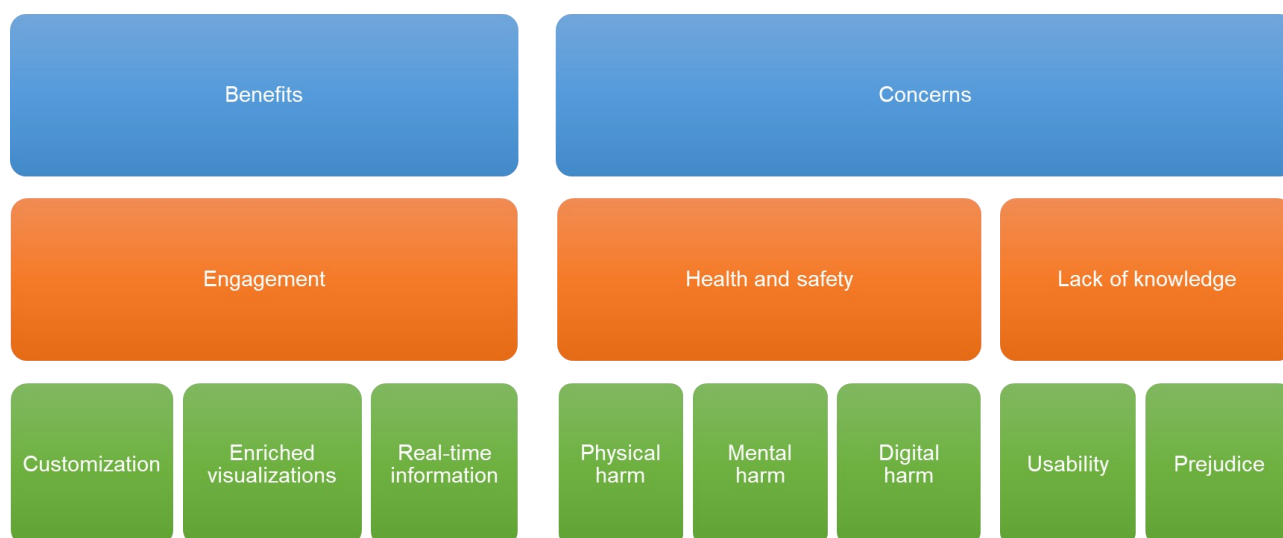 Benefits
Concerns
Engagement
Health and safety
Lack of knowledge
Customization
Enriched
visualizations
Real-time
information
Physical
harm
Mental
harm
Digital
harm
Usability
Prejudice